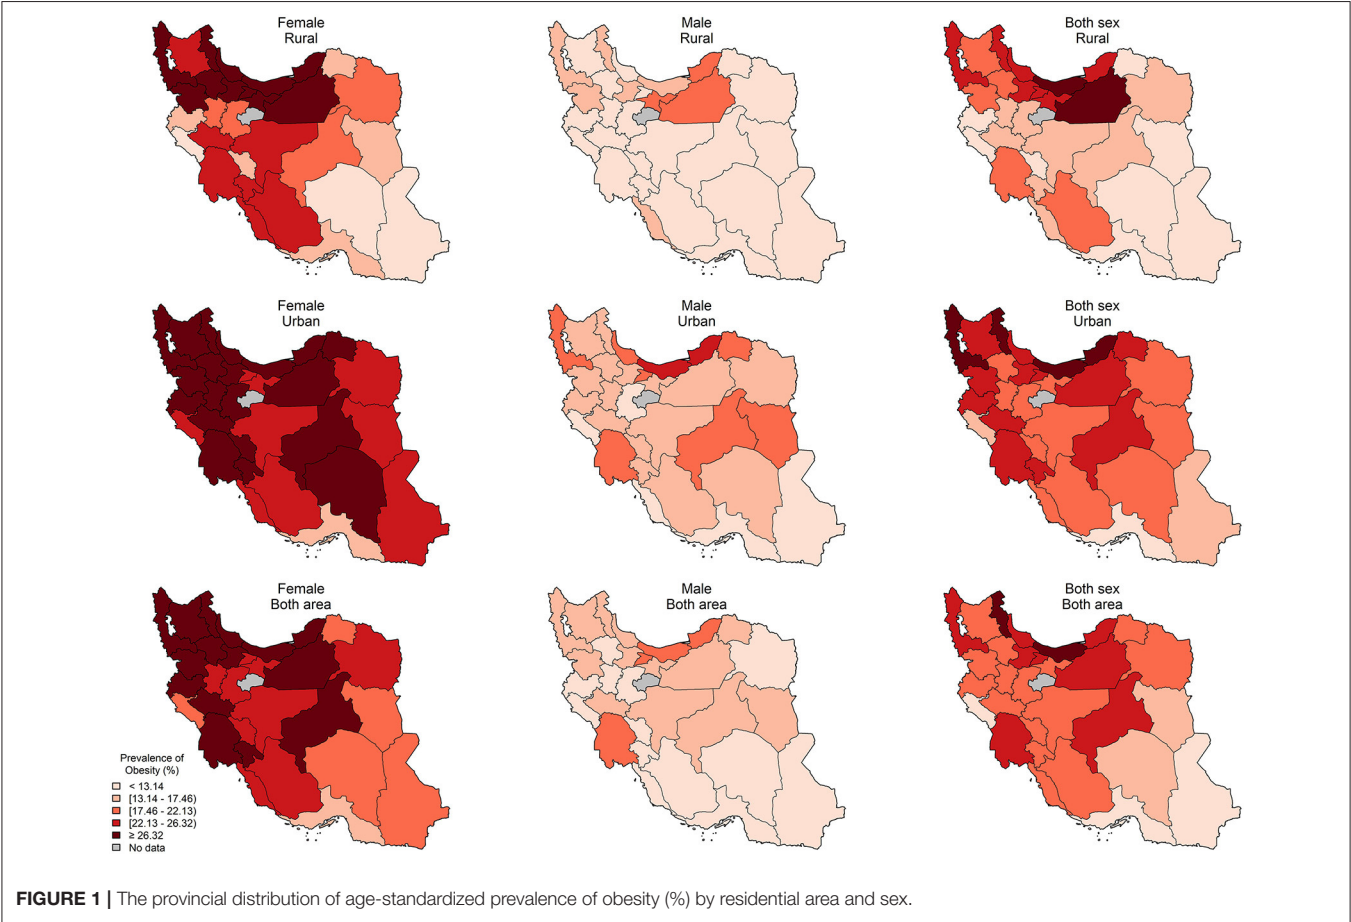 Female
Rural
Male
Rural
Both sex
Rural
Female
Urban
Male
Urban
Both sex
Urban
Female
Both area
Male
Both area
Both sex
Both area
Prevalence of
Obesity (%)
< 13.14
[13.14 - 17.46)
[17.46 - 22.13)
[22.13 - 26.32)
≥ 26.32
No data
FIGURE 1 | The provincial distribution of age-standardized prevalence of obesity (%) by residential area and sex.